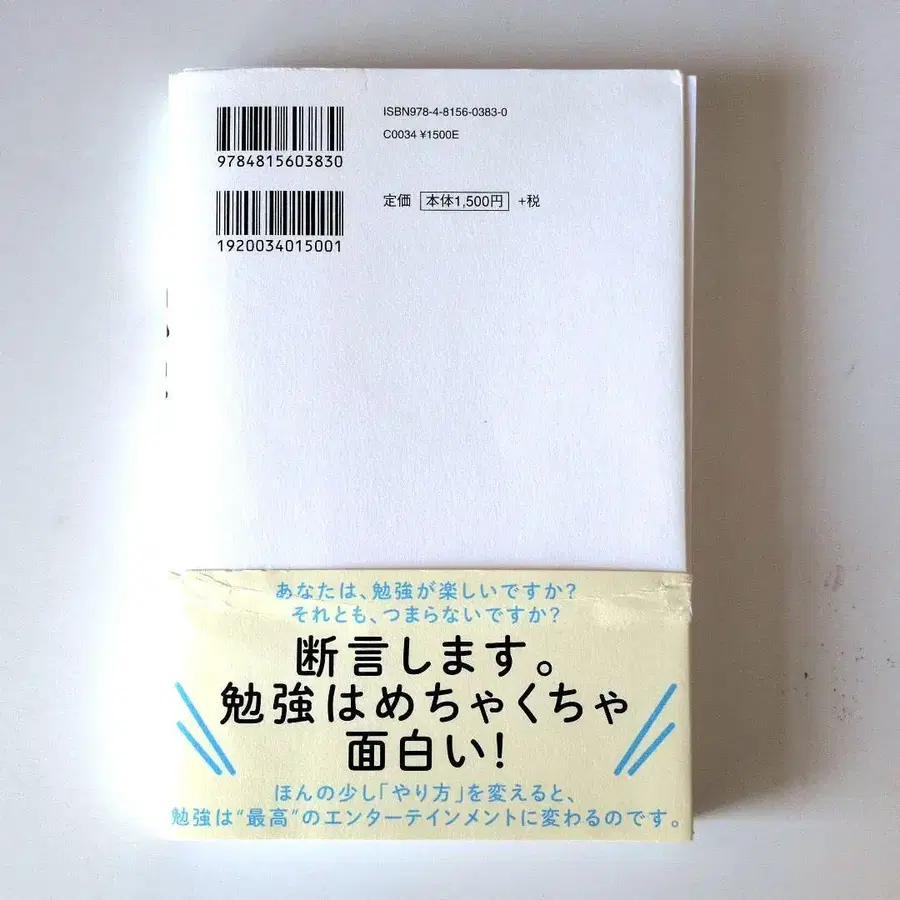 ISBN978-4-8156-0383-0
C0034 ¥1500E
9784815603830
定価 本体1,500円 +税
1920034015001
あなたは、勉強が楽しいですか?
それとも、つまらないですか?
断言します。
勉強はめちゃくちゃ
面白い!
ほんの少し「やり方」を変えると、
勉強は“最高”のエンターテインメントに変わるのです。